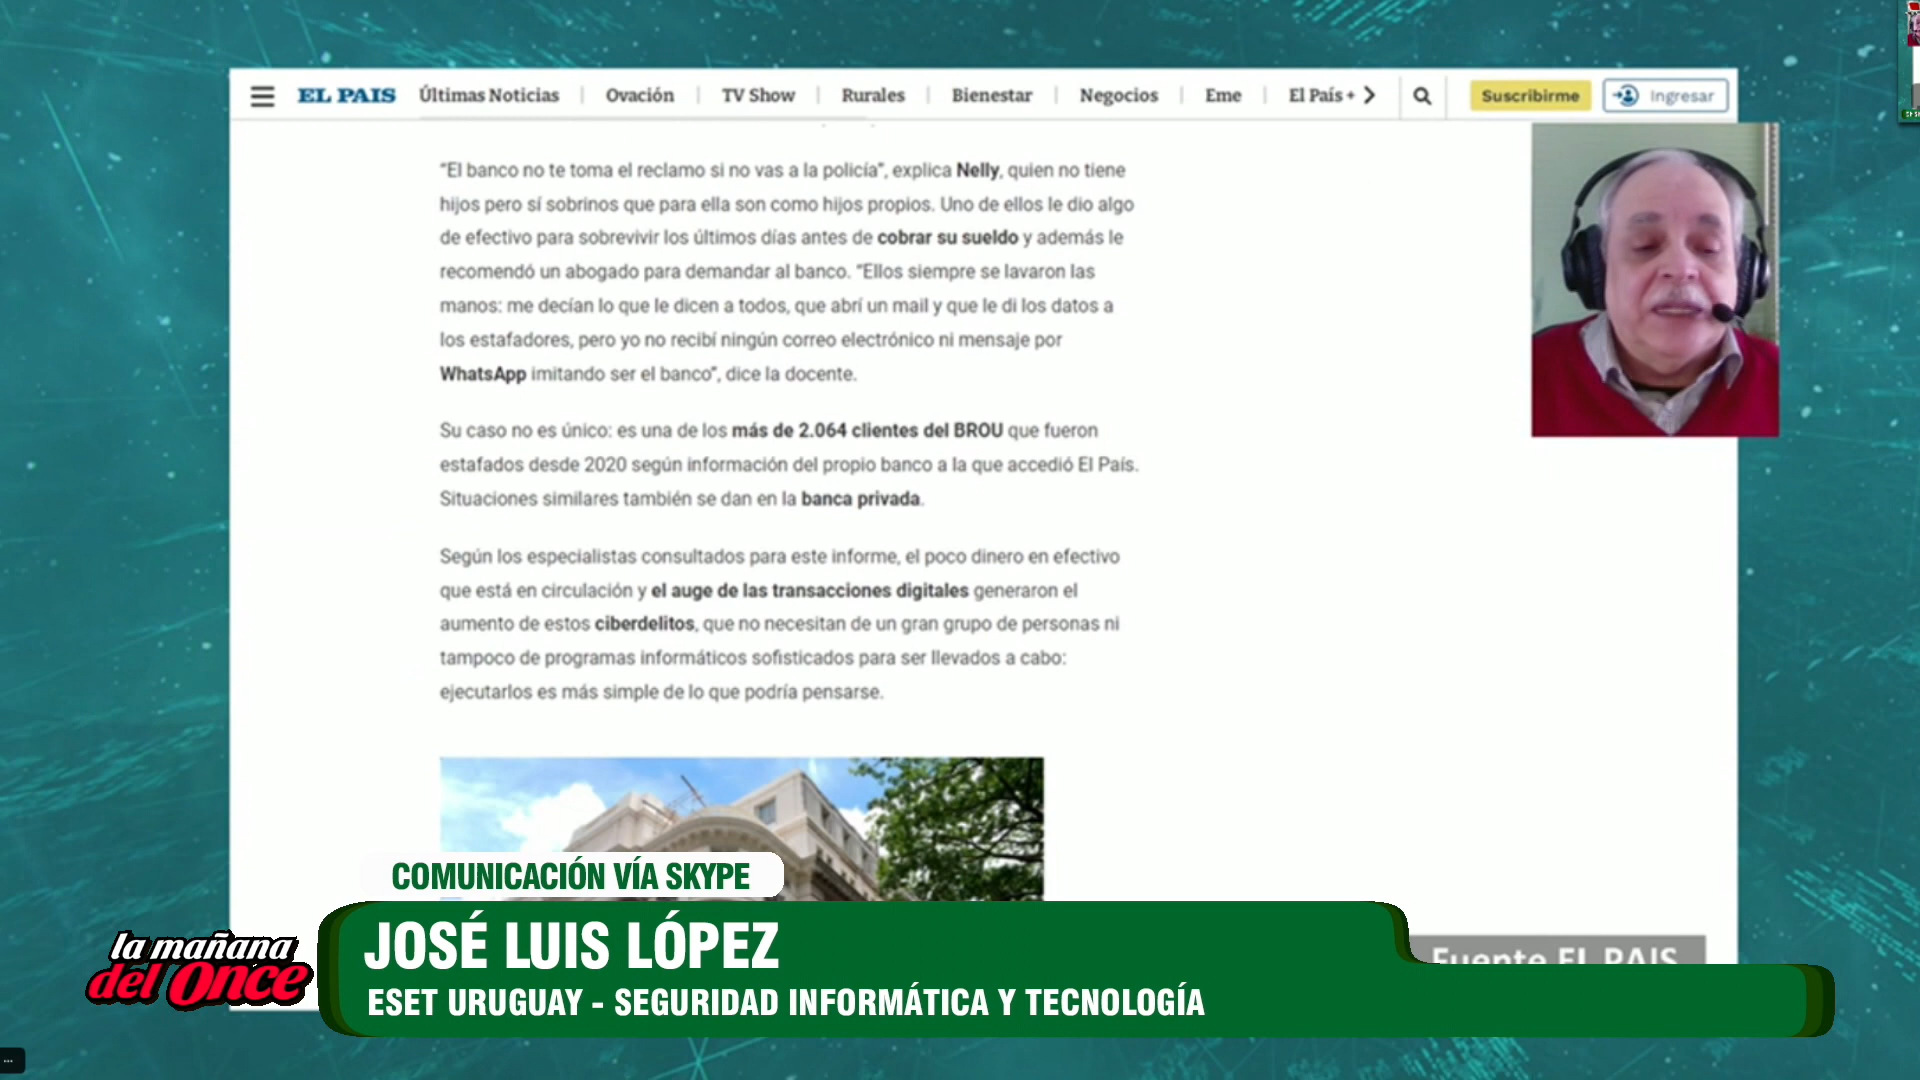 EL PAIS Últimas Noticias Ovación TV Show Rurales Bienestar Negocios Eme El País + Suscribirme Ingresar
“El banco no te toma el reclamo si no vas a la policía”, explica Nelly, quien no tiene
hijos pero sí sobrinos que para ella son como hijos propios. Uno de ellos le dio algo
de efectivo para sobrevivir los últimos días antes de cobrar su sueldo y además le
recomendó un abogado para demandar al banco. “Ellos siempre se lavaron las
manos: me decían lo que le dicen a todos, que abrí un mail y que le di los datos a
los estafadores, pero yo no recibí ningún correo electrónico ni mensaje por
WhatsApp imitando ser el banco”, dice la docente.
Su caso no es único: es una de los más de 2.064 clientes del BROU que fueron
estafados desde 2020 según información del propio banco a la que accedió El País.
Situaciones similares también se dan en la banca privada.
Según los especialistas consultados para este informe, el poco dinero en efectivo
que está en circulación y el auge de las transacciones digitales generaron el
aumento de estos ciberdelitos, que no necesitan de un gran grupo de personas ni
tampoco de programas informáticos sofisticados para ser llevados a cabo:
ejecutarlos es más simple de lo que podría pensarse.
COMUNICACIÓN VÍA SKYPE
JOSÉ LUIS LÓPEZ
ESET URUGUAY - SEGURIDAD INFORMÁTICA Y TECNOLOGÍA
la mañana
del Once
Fuente EL PAIS